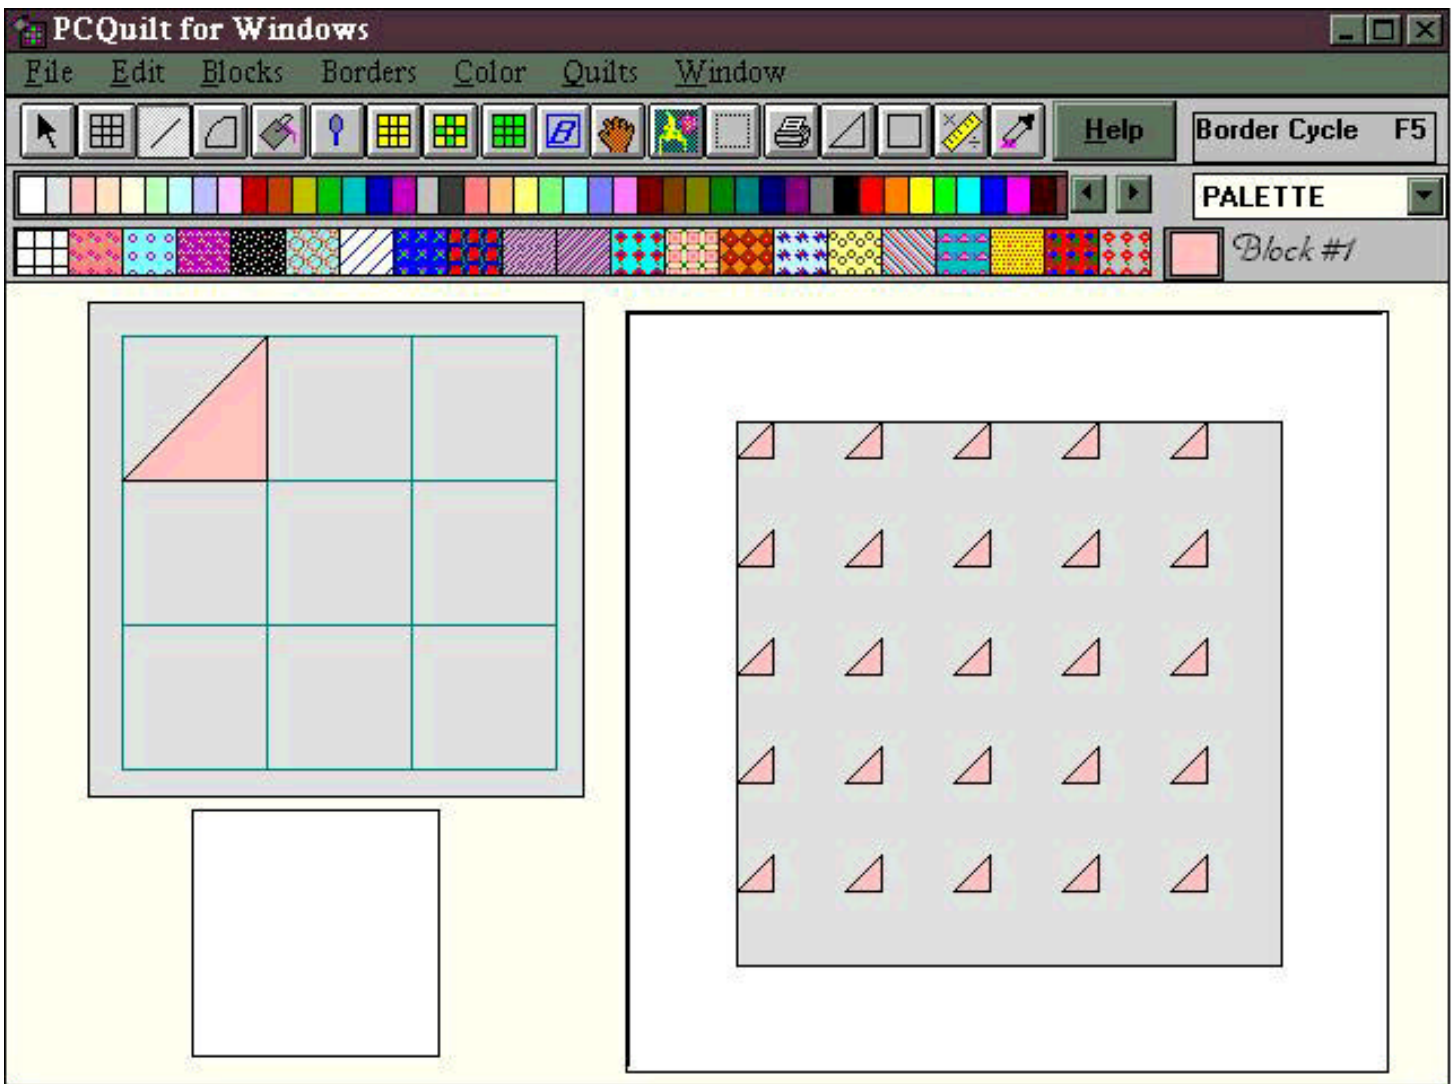 PCQuilt for Windows
File Edit Blocks Borders Color Quilts Window
B Help Border Cycle F5
PALETTE
Block #1